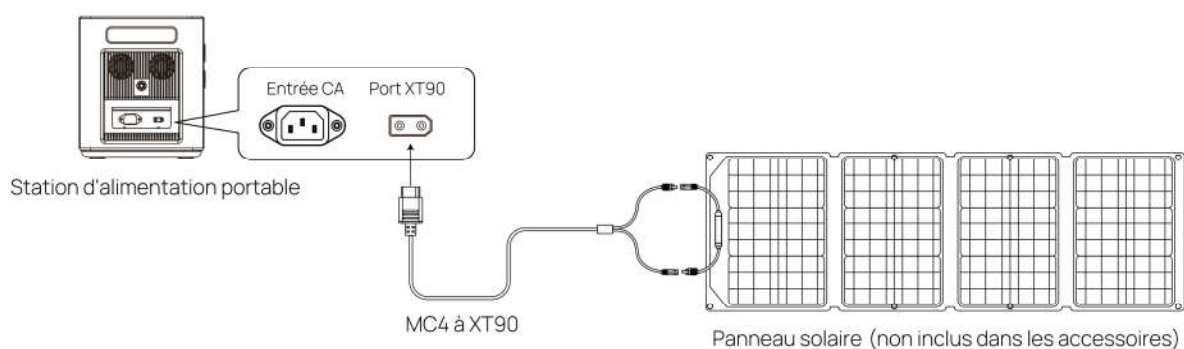 Entrée CA
Port XT90
Station d'alimentation portable
MC4 à XT90
Panneau solaire (non inclus dans les accessoires)